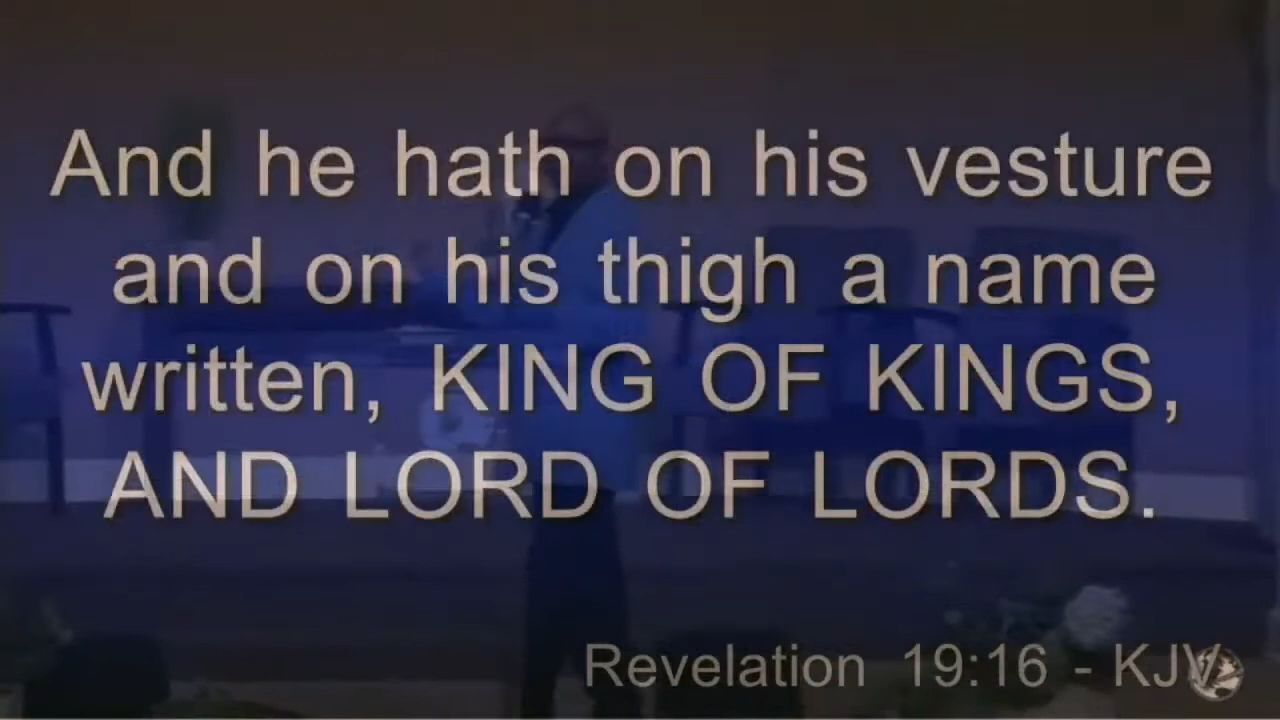 And he hath on his vesture
and on his thigh a name
written, KING OF KINGS,
AND LORD OF LORDS.
Revelation 19:16 - KJV